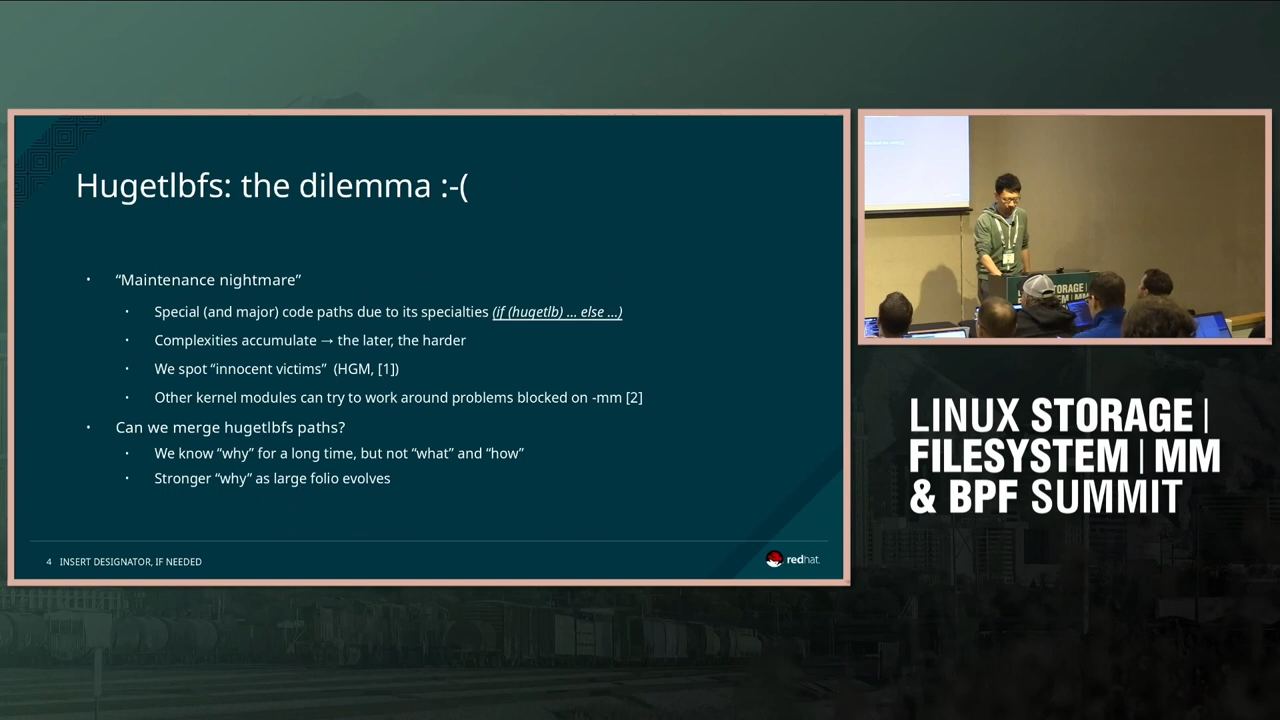 Hugetlbfs: the dilemma :-(
• “Maintenance nightmare”
• Special (and major) code paths due to its specialties (if (hugetlb) ... else ...)
• Complexities accumulate → the later, the harder
• We spot “innocent victims” (HGM, [1])
• Other kernel modules can try to work around problems blocked on -mm [2]
• Can we merge hugetlbfs paths?
• We know “why” for a long time, but not “what” and “how”
• Stronger “why“ as large folio evolves
4 INSERT DESIGNATOR, IF NEEDED
redhat.
STORAGE |
LINUX STORAGE |
FILESYSTEM | MM
& BPF SUMMIT